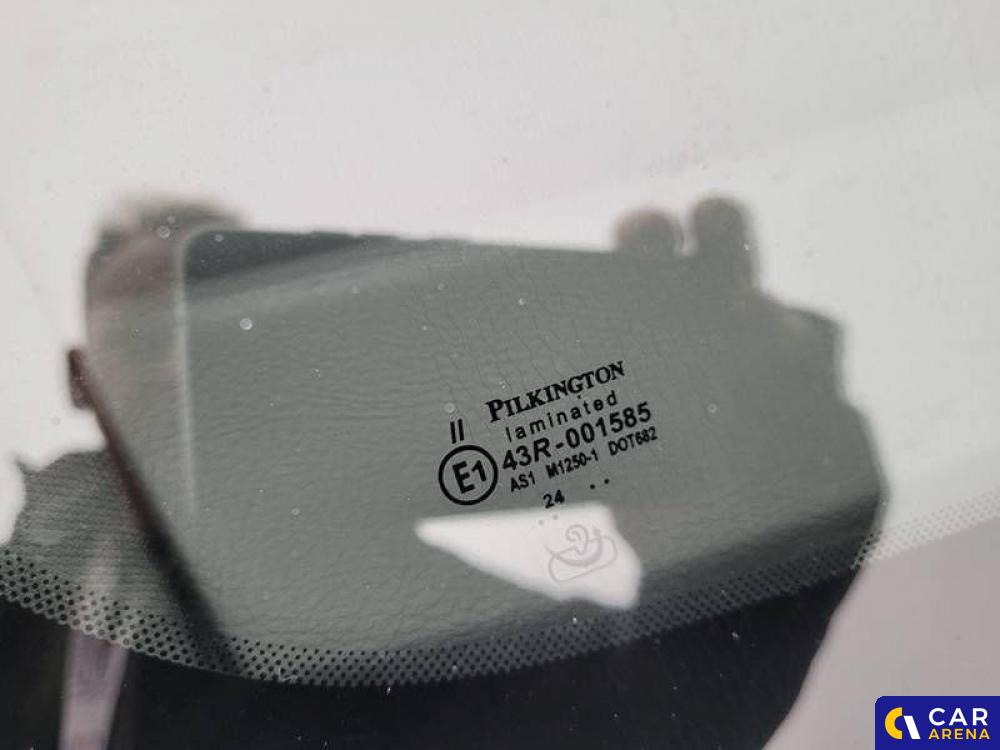 PILKINGTON
laminated
II
E1 43R-001585
AS1 M1250-1 DOT682
24 ..
..
CAR
ARENA